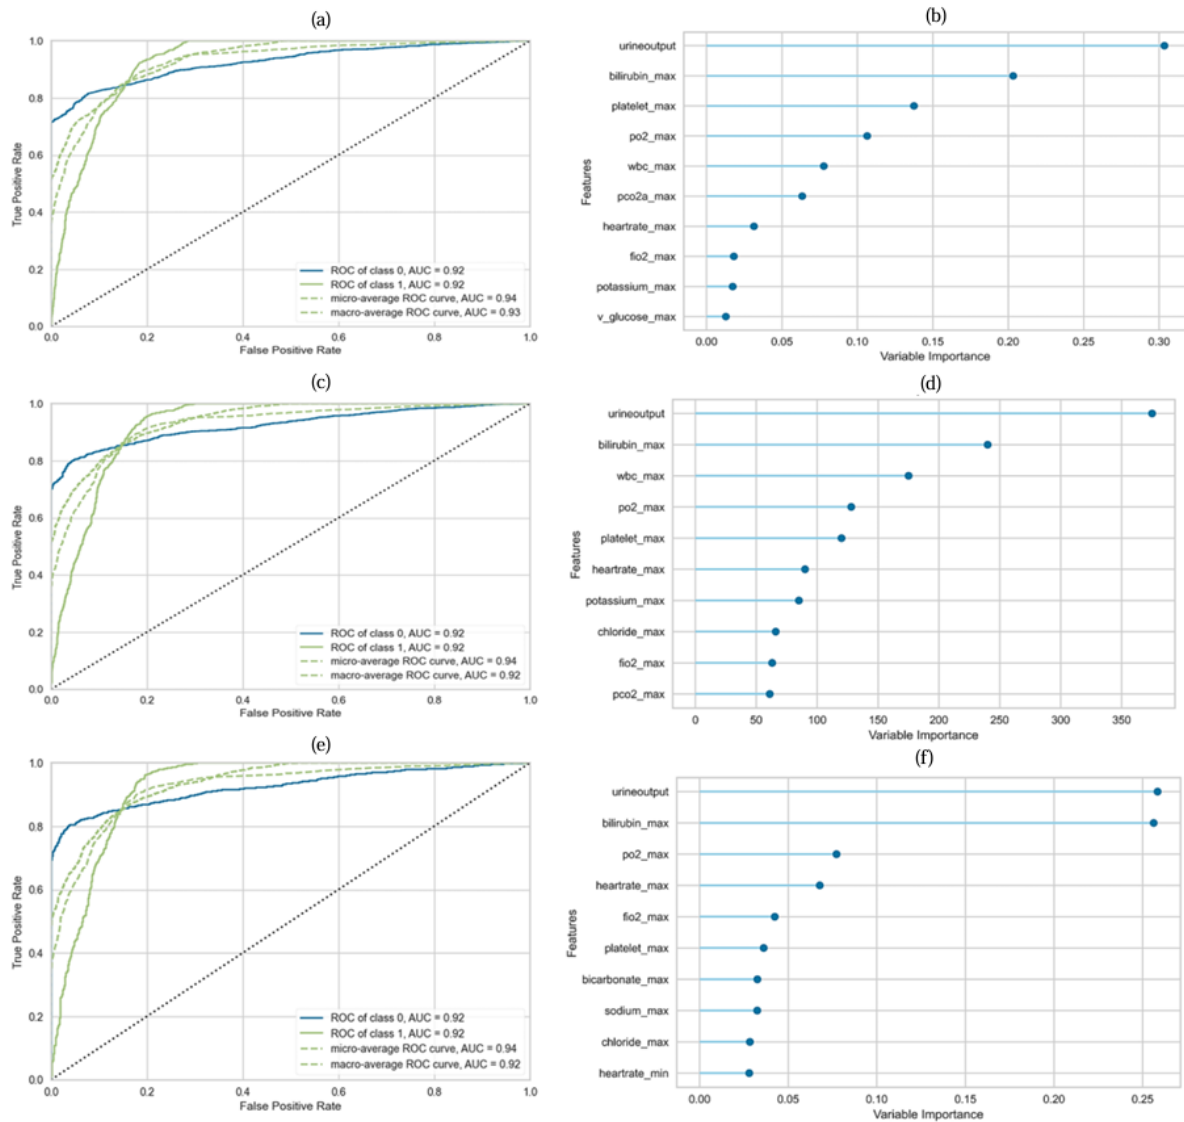 (a)
1.0
0.8
0.6
0.4
0.2
0.0
True Positive Rate
ROC of class 0, AUC = 0.92
ROC of class 1, AUC = 0.92
micro-average ROC curve, AUC = 0.94
macro-average ROC curve, AUC = 0.93
0.0 0.2 0.4 0.6 0.8 1.0
False Positive Rate
(b)
Features
urineoutput
bilirubin_max
platelet_max
po2_max
wbc_max
pco2a_max
heartrate_max
fio2_max
potassium_max
v_glucose_max
0.00 0.05 0.10 0.15 0.20 0.25 0.30
Variable Importance
(c)
1.0
0.8
0.6
0.4
0.2
0.0
True Positive Rate
ROC of class 0, AUC = 0.92
ROC of class 1, AUC = 0.92
micro-average ROC curve, AUC = 0.94
macro-average ROC curve, AUC = 0.92
0.0 0.2 0.4 0.6 0.8 1.0
False Positive Rate
(d)
Features
urineoutput
bilirubin_max
wbc_max
po2_max
platelet_max
heartrate_max
potassium_max
chloride_max
fio2_max
pco2_max
0 50 100 150 200 250 300 350
Variable Importance
(e)
1.0
0.8
0.6
0.4
0.2
0.0
True Positive Rate
ROC of class 0, AUC = 0.92
ROC of class 1, AUC = 0.92
micro-average ROC curve, AUC = 0.94
macro-average ROC curve, AUC = 0.92
0.0 0.2 0.4 0.6 0.8 1.0
False Positive Rate
(f)
Features
urineoutput
bilirubin_max
po2_max
heartrate_max
fio2_max
platelet_max
bicarbonate_max
sodium_max
chloride_max
heartrate_min
0.00 0.05 0.10 0.15 0.20 0.25
Variable Importance